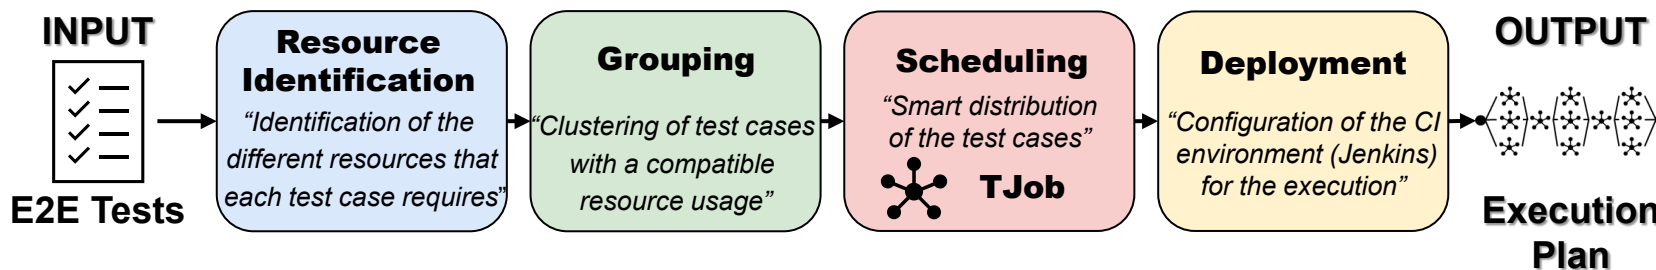 INPUT
E2E Tests
Resource
Identification
“Identification of the
different resources that
each test case requires”
Grouping
“Clustering of test cases
with a compatible
resource usage”
Scheduling
“Smart distribution
of the test cases”
TJob
Deployment
“Configuration of the CI
environment (Jenkins)
for the execution”
OUTPUT
Execution
Plan